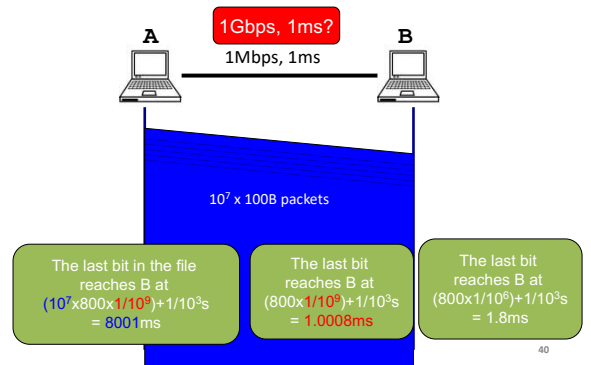 1Gbps, 1ms?
A
B
1Mbps, 1ms
10⁷ x 100B packets
The last bit in the file
reaches B at
(10⁷x800x1/10⁹)+1/10³s
= 8001ms
The last bit
reaches B at
(800x1/10⁹)+1/10³s
= 1.0008ms
The last bit
reaches B at
(800x1/10⁶)+1/10³s
= 1.8ms
40